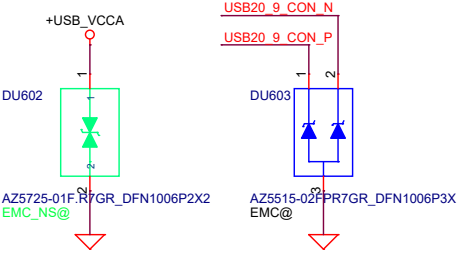 USB20_9_CON_N
+USB_VCCA
USB20_9_CON_P
1
1
2
DU602
1
DU603
2
2
3
AZ5725-01F.R7GR_DFN1006P2X2
AZ5515-02FPR7GR_DFN1006P3X
EMC_NS@
EMC@